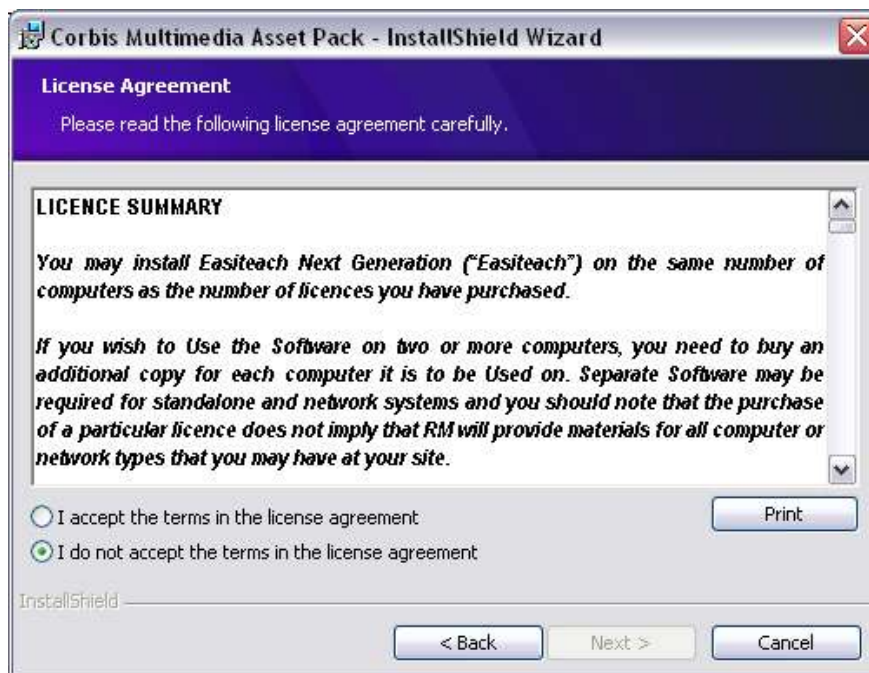 Corbis Multimedia Asset Pack - InstallShield Wizard
License Agreement
Please read the following license agreement carefully.
LICENCE SUMMARY
You may install Easiteach Next Generation ("Easiteach") on the same number of
computers as the number of licences you have purchased.
If you wish to Use the Software on two or more computers, you need to buy an
additional copy for each computer it is to be Used on. Separate Software may be
required for standalone and network systems and you should note that the purchase
of a particular licence does not imply that RM will provide materials for all computer or
network types that you may have at your site.
I accept the terms in the license agreement
Print
I do not accept the terms in the license agreement
InstallShield
< Back
Next >
Cancel